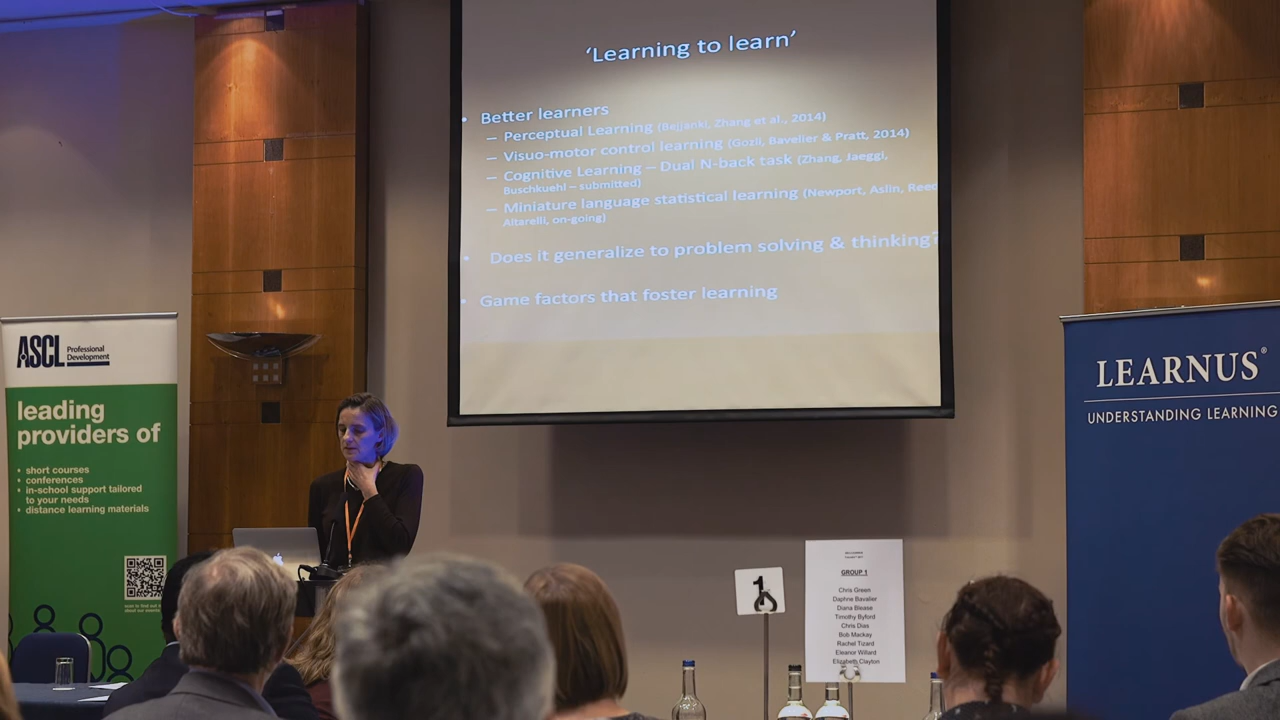 'Learning to learn'
• Better learners
– Perceptual Learning (Bejjanki, Zhang et al., 2014)
– Visuo-motor control learning (Gozli, Bavelier & Pratt, 2014)
– Cognitive Learning – Dual N-back task (Zhang, Jaeggi,
Buschkuehl – submitted)
– Miniature language statistical learning (Newport, Aslin, Reed
Altarelli, on-going)
• Does it generalize to problem solving & thinking?
• Game factors that foster learning
ASCL Professional
Development
leading
providers of
• short courses
• conferences
• in-school support tailored
to your needs
• distance learning materials
LEARNUS®
UNDERSTANDING LEARNING
1
GROUP 1
Chris Green
Daphne Bavalier
Diana Blease
Timothy Byford
Chris Dias
Bob Mackay
Rachel Tizard
Eleanor Willard
Elizabeth Clayton